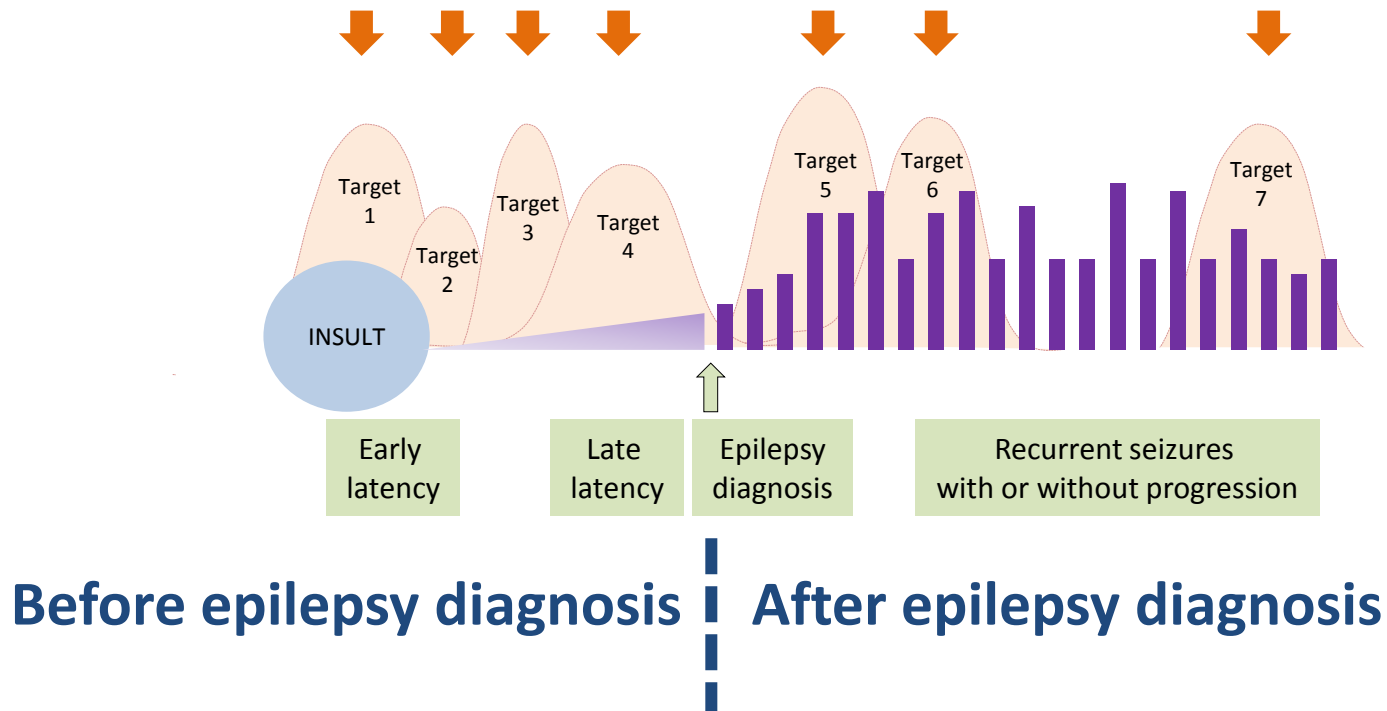 Target
1
Target
2
Target
3
Target
4
Target
5
Target
6
Target
7
INSULT
Early
latency
Late
latency
Epilepsy
diagnosis
Recurrent seizures
with or without progression
Before epilepsy diagnosis
After epilepsy diagnosis